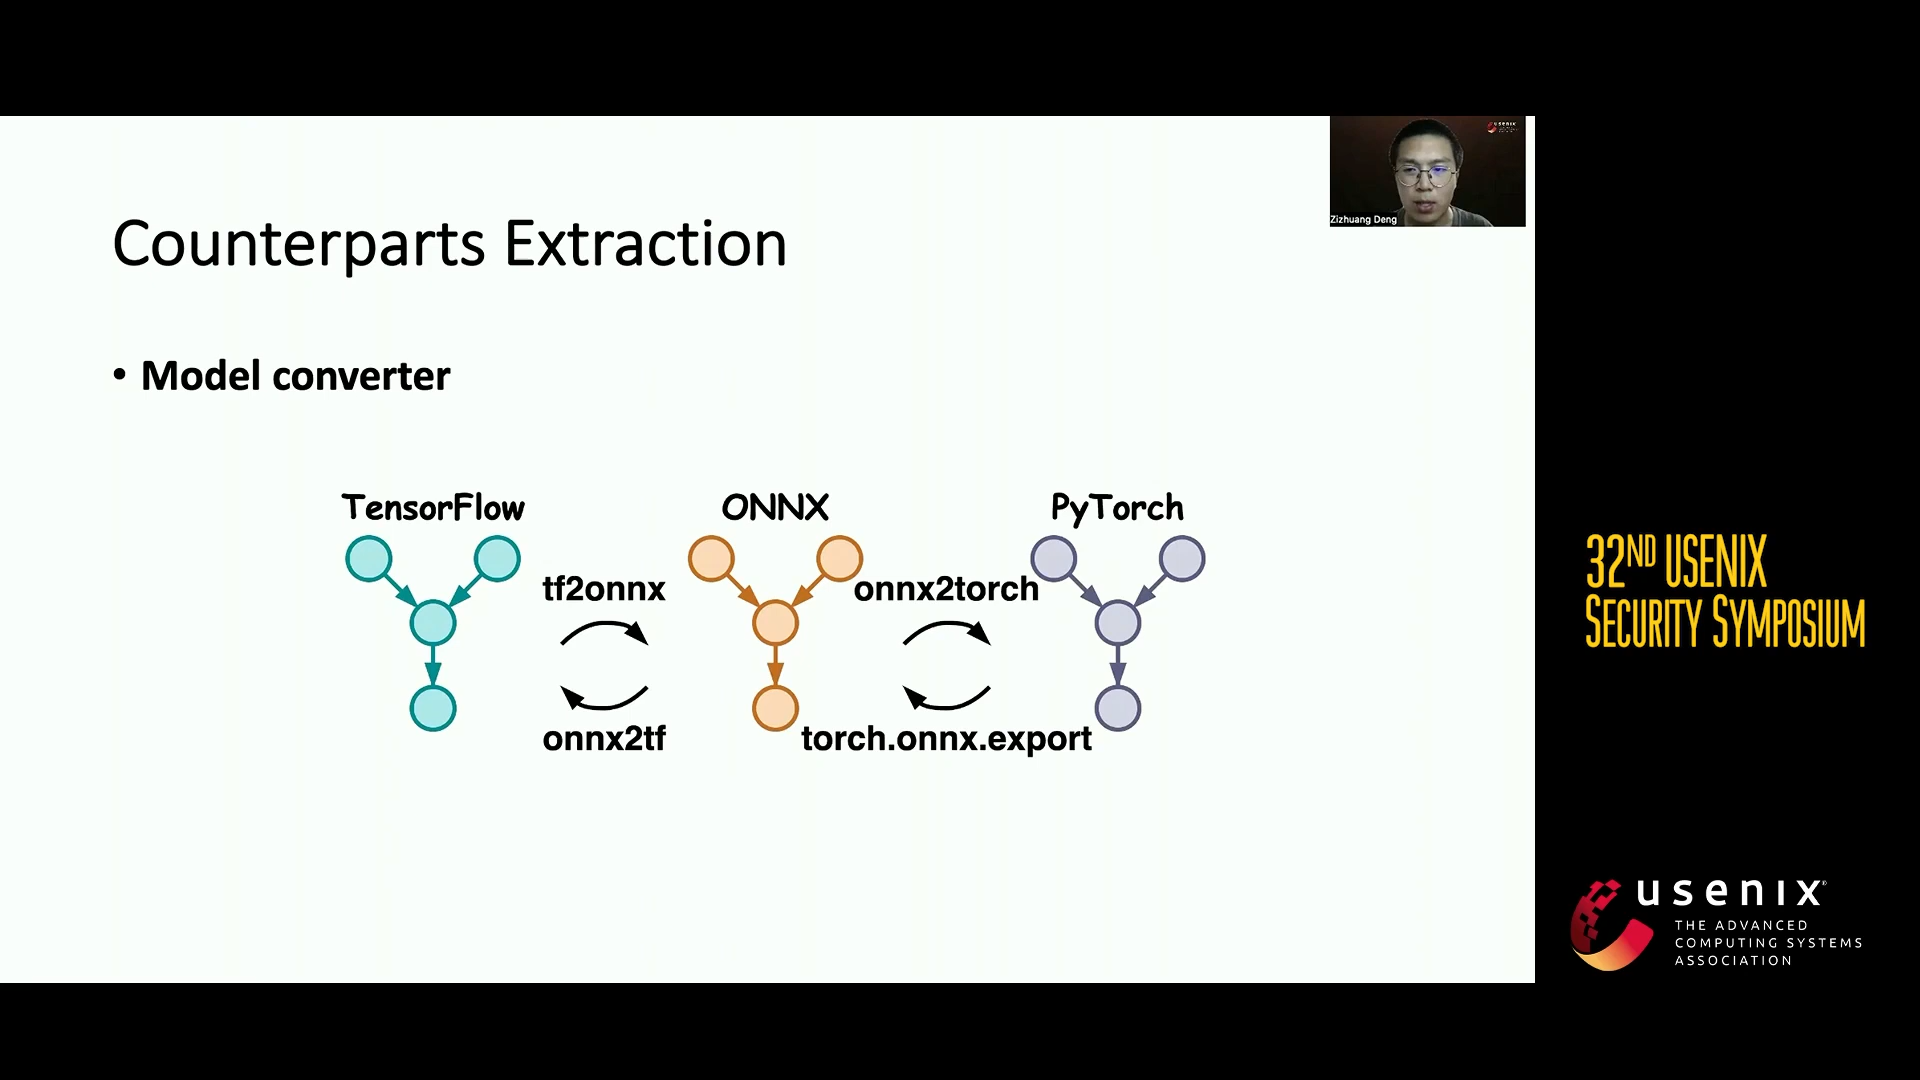 Zizhuang Deng
Counterparts Extraction
• Model converter
TensorFlow
ONNX
PyTorch
tf2onnx
onnx2torch
onnx2tf
torch.onnx.export
32ND USENIX
SECURITY SYMPOSIUM
usenix®
THE ADVANCED
COMPUTING SYSTEMS
ASSOCIATION